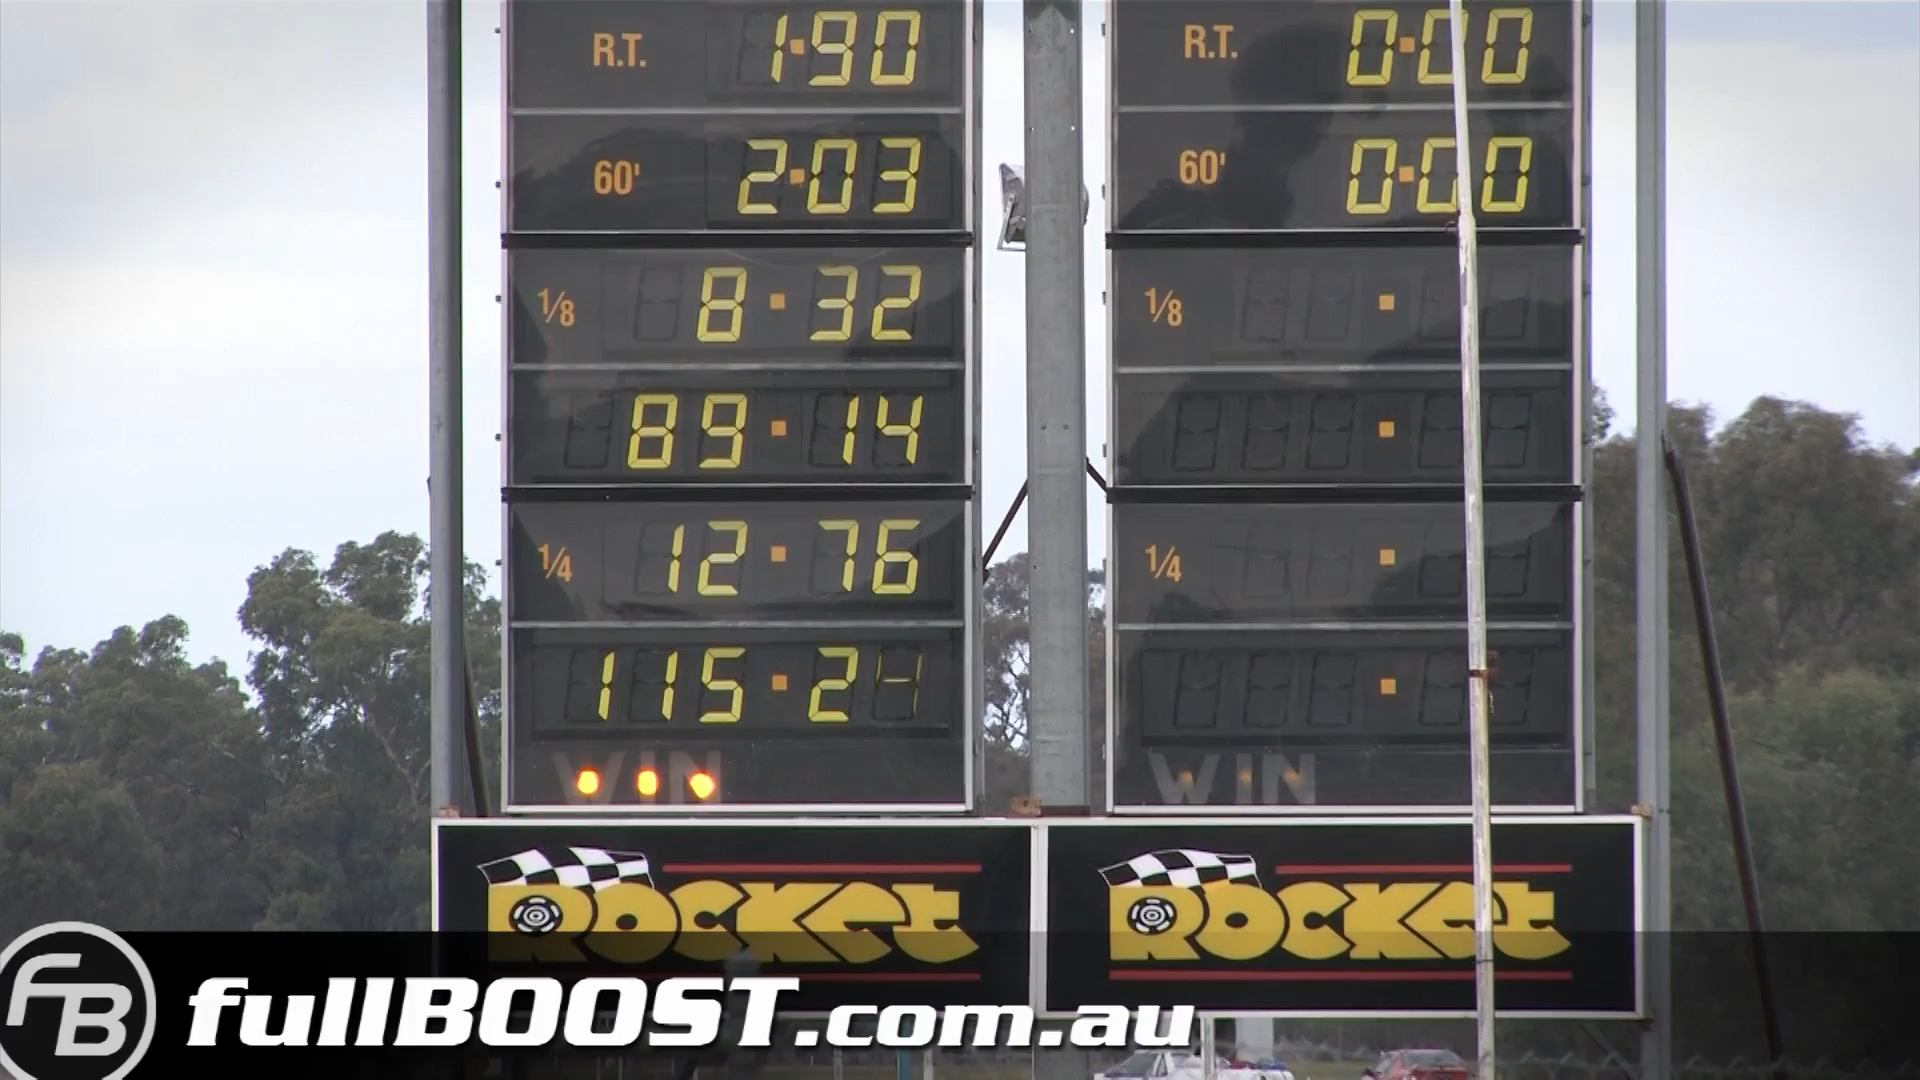 R.T. 1.90
60' 2.03
1/8 8.32
89.14
1/4 12.76
115.24
WIN
R.T. 0.00
60' 0.00
1/8 .
.
1/4 .
.
WIN
ROCKET
ROCKET
FB
fullBOOST.com.au